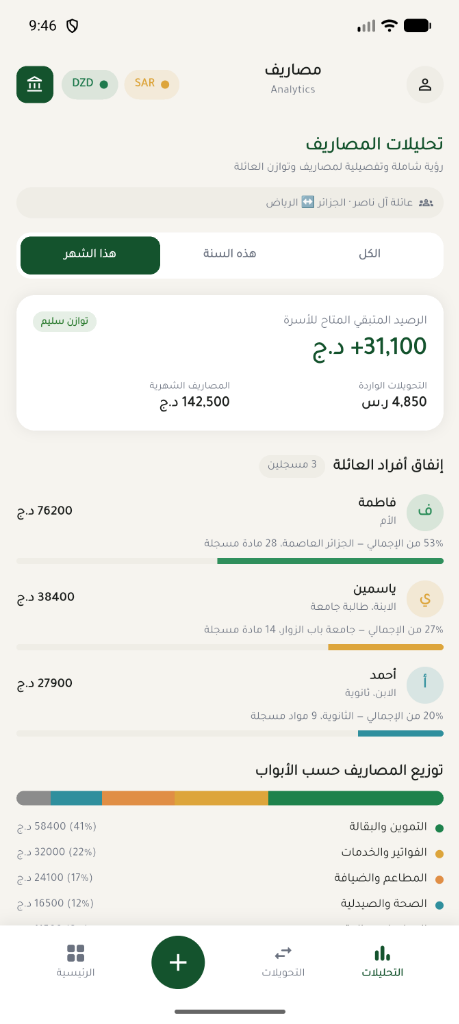 9:46
مصاريف
Analytics
SAR
DZD
تحليلات المصاريف
رؤية شاملة وتفصيلية لمصاريف وتوازن العائلة
عائلة آل ناصر · الجزائر ↔️ الرياض
الكل
هذه السنة
هذا الشهر
الرصيد المتبقي المتاح للأسرة
توازن سليم
+31,100 د.ج
التحويلات الواردة
المصاريف الشهرية
4,850 ر.س
142,500 د.ج
إنفاق أفراد العائلة
3 مسجلين
ف
فاطمة
76200 د.ج
الأم
53% من الإجمالي – الجزائر العاصمة، 28 مادة مسجلة
ي
ياسمين
38400 د.ج
الابنة، طالبة جامعة
27% من الإجمالي – جامعة باب الزوار، 14 مادة مسجلة
أ
أحمد
27900 د.ج
الابن، ثانوية
20% من الإجمالي – الثانوية، 9 مواد مسجلة
توزيع المصاريف حسب الأبواب
التموين والبقالة
58400 د.ج (41%)
الفواتير والخدمات
32000 د.ج (22%)
المطاعم والضيافة
24100 د.ج (17%)
الصحة والصيدلية
16500 د.ج (12%)
التحليلات
التحويلات
الرئيسية